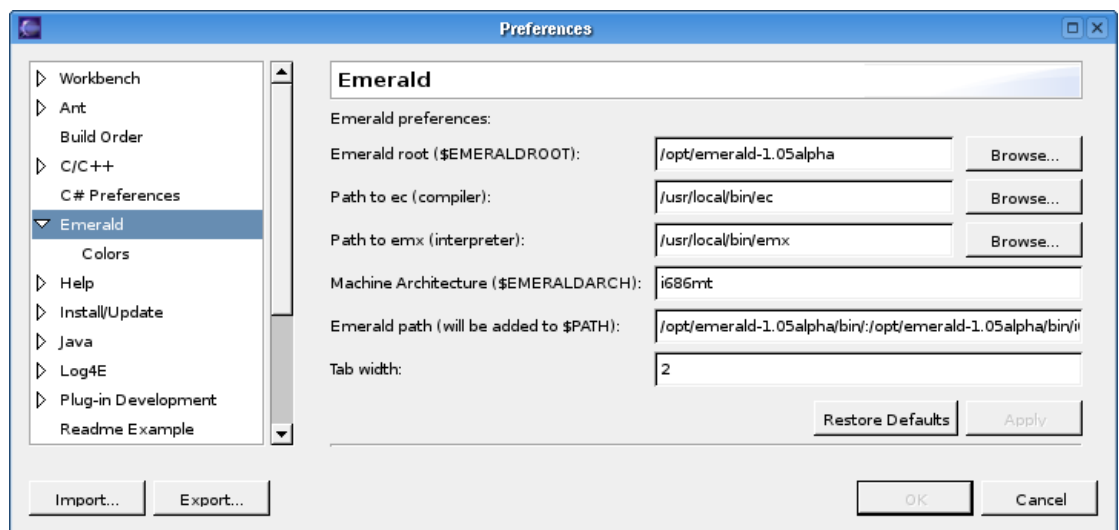 Preferences
Workbench
Ant
Build Order
C/C++
C# Preferences
Emerald
Colors
Help
Install/Update
Java
Log4E
Plug-in Development
Readme Example
Emerald
Emerald preferences:
Emerald root ($EMERALDROOT): /opt/emerald-1.05alpha Browse...
Path to ec (compiler): /usr/local/bin/ec Browse...
Path to emx (interpreter): /usr/local/bin/emx Browse...
Machine Architecture ($EMERALDARCH): i686mt
Emerald path (will be added to $PATH): /opt/emerald-1.05alpha/bin/:/opt/emerald-1.05alpha/bin/i
Tab width: 2
Restore Defaults Apply
Import... Export... OK Cancel